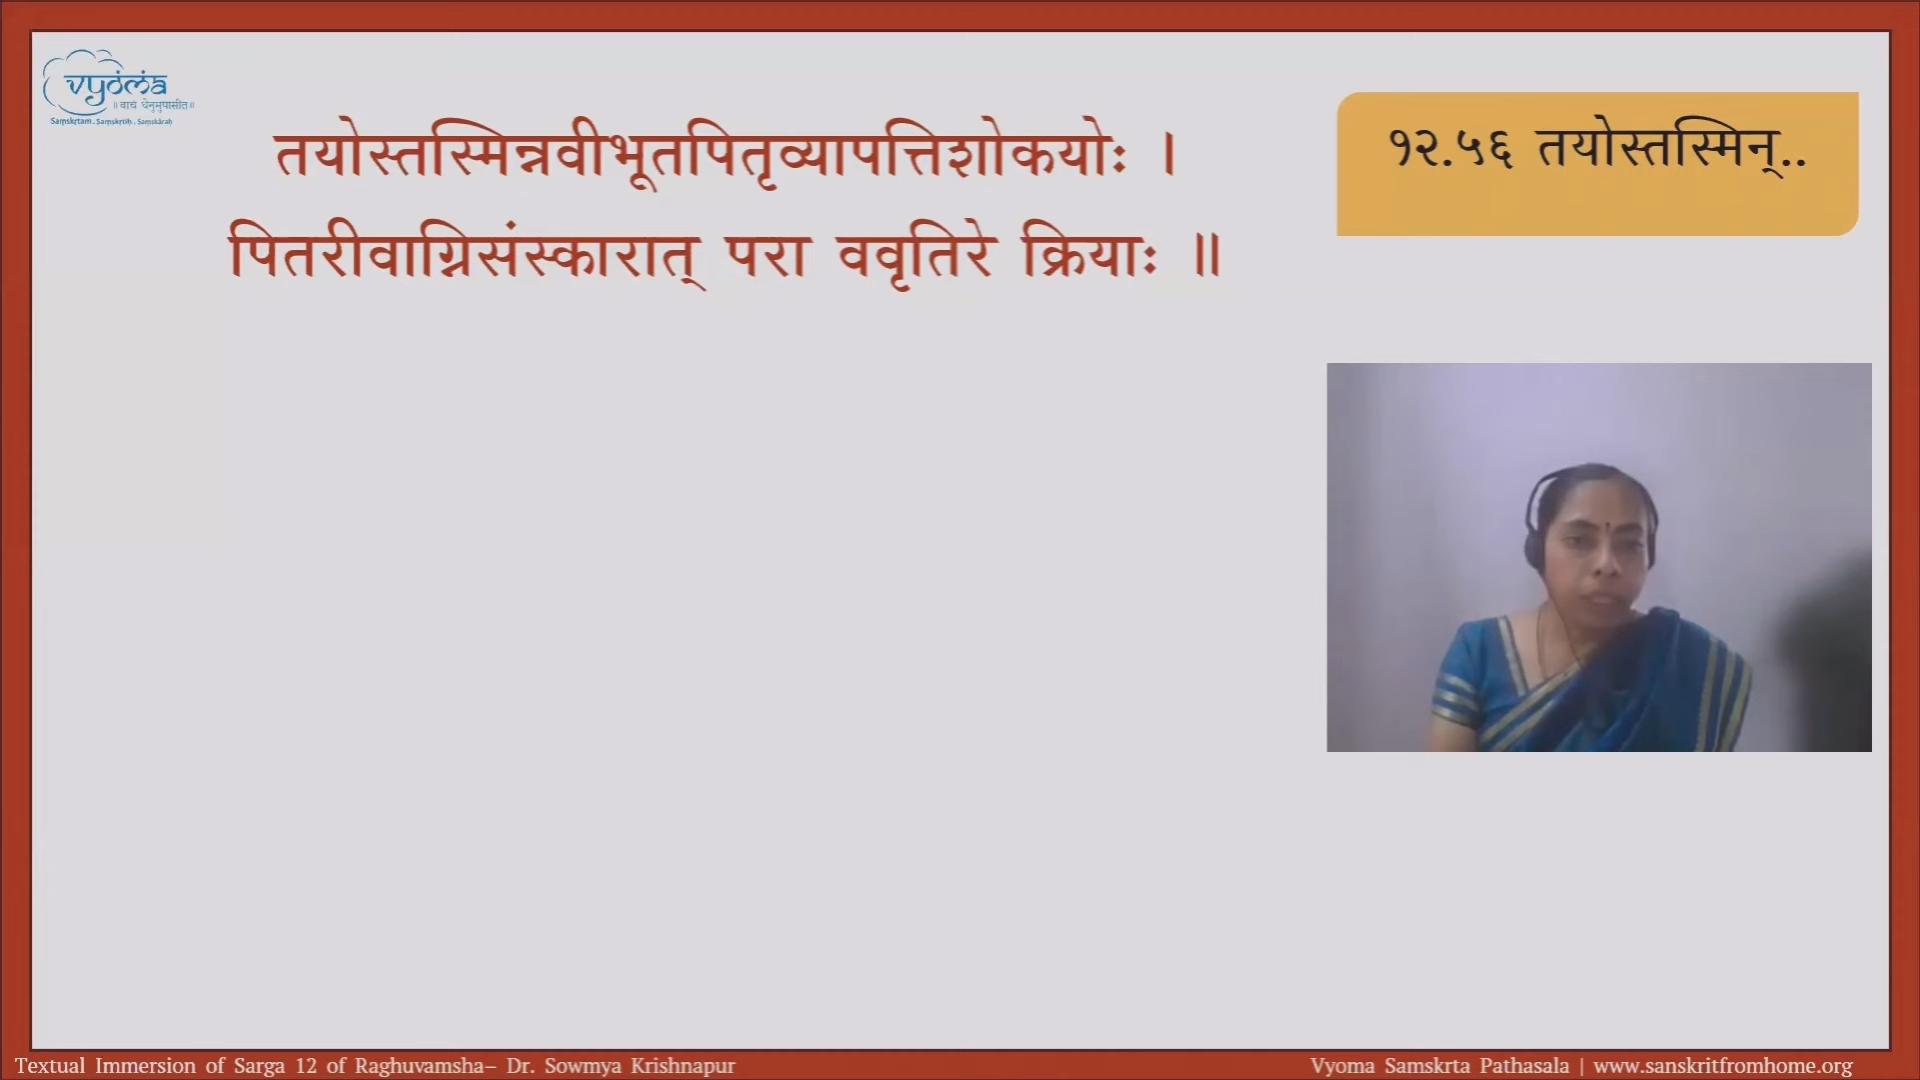 vyoma
॥ वाचं धेनुमुपासीत॥
Saṃskṛtam . Saṃskṛtiḥ . Saṃskāraḥ
तयोस्तस्मिन्नवीभूतपितृव्यापत्तिशोकयोः ।
पितरीवाग्निसंस्कारात् परा ववृतिरे क्रियाः ॥
१२.५६ तयोस्तस्मिन्..
Textual Immersion of Sarga 12 of Raghuvamsha– Dr. Sowmya Krishnapur
Vyoma Samskrta Pathasala | www.sanskritfromhome.org